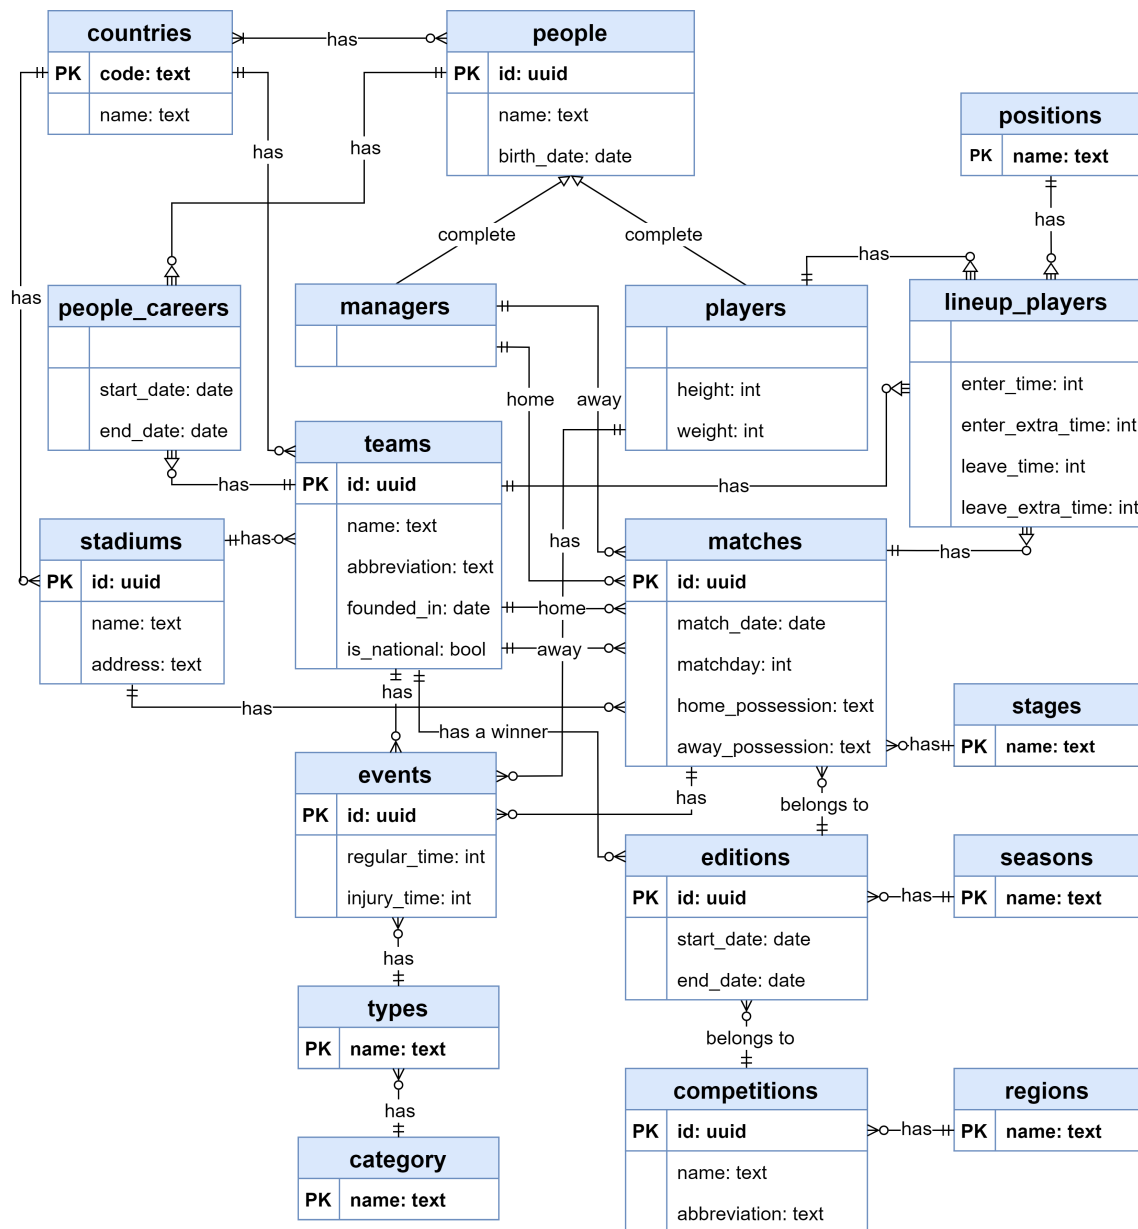 countries
PK code: text
name: text
has
people
PK id: uuid
name: text
birth_date: date
positions
PK name: text
has
has
has
has
complete
complete
has
people_careers
start_date: date
end_date: date
managers
players
height: int
weight: int
lineup_players
enter_time: int
enter_extra_time: int
leave_time: int
leave_extra_time: int
home
away
has
has
has
has
teams
PK id: uuid
name: text
abbreviation: text
founded_in: date
is_national: bool
stadiums
PK id: uuid
name: text
address: text
has
home
away
matches
PK id: uuid
match_date: date
matchday: int
home_possession: text
away_possession: text
has
has
has a winner
has
stages
PK name: text
has
belongs to
events
PK id: uuid
regular_time: int
injury_time: int
editions
PK id: uuid
start_date: date
end_date: date
has
seasons
PK name: text
has
types
PK name: text
belongs to
has
category
PK name: text
competitions
PK id: uuid
name: text
abbreviation: text
has
regions
PK name: text